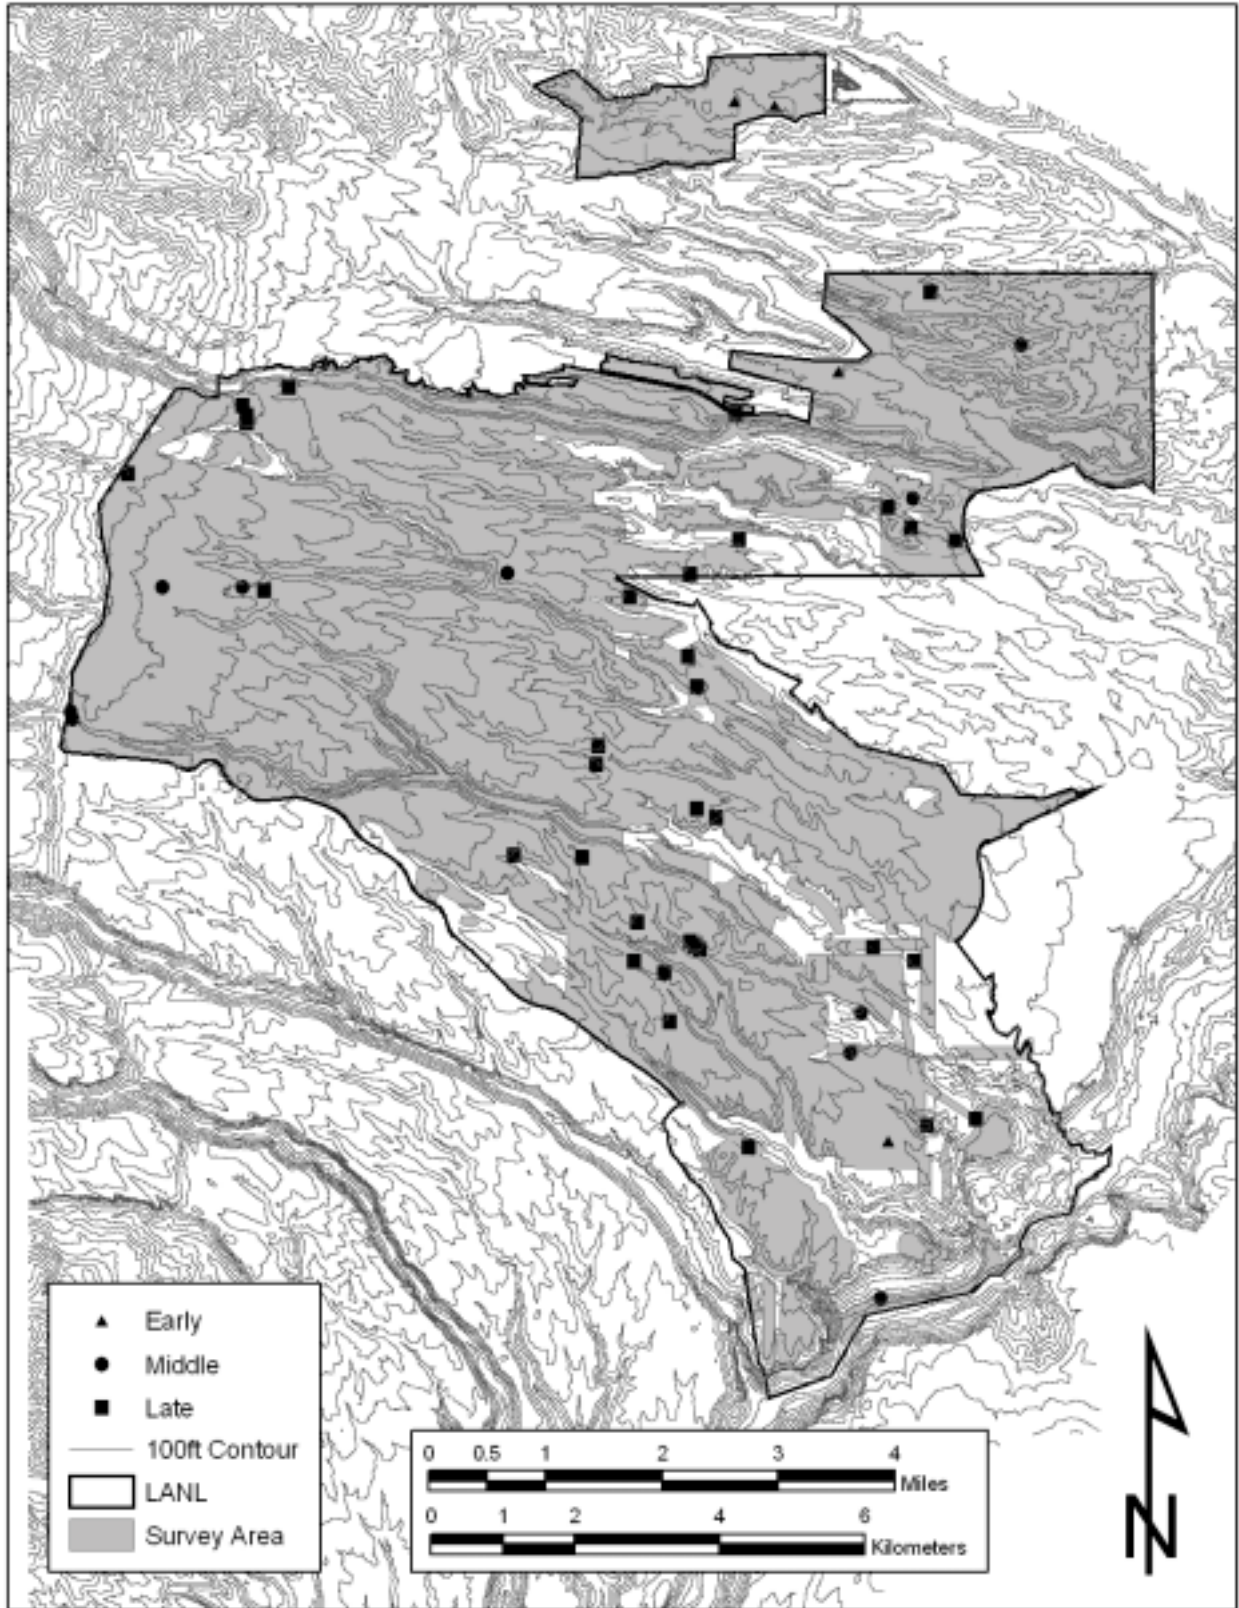 Early
Middle
Late
100ft Contour
LANL
Survey Area
0 0.5 1 2 3 4
Miles
0 1 2 4 6
Kilometers
N